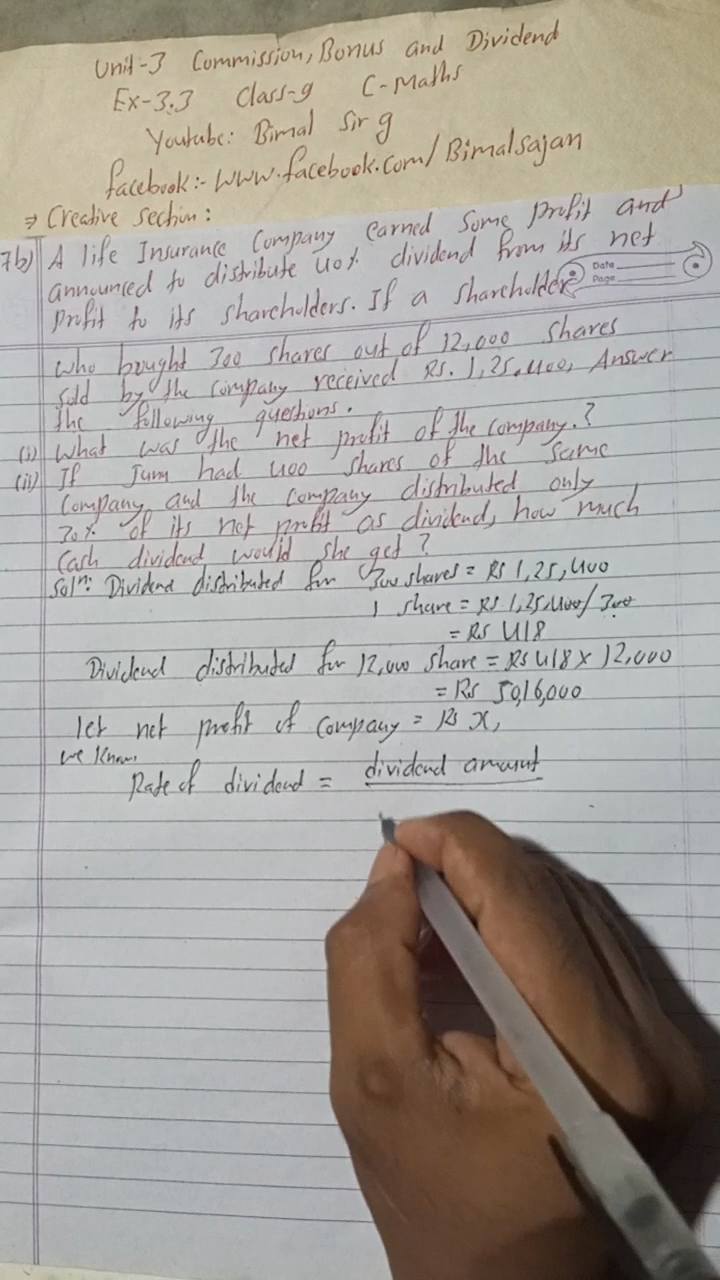 Unit-3 Commission, Bonus and Dividend
Ex-3.3 Class-9 C-Maths
Youtube: Bimal Sir g
facebook:- www.facebook.com/Bimalsajan
⇒ Creative section:
7b) A life Insurance Company earned some profit and
announced to distribute 40% dividend from its net
Date
Page
profit to its shareholders. If a shareholder
who bought 300 shares out of 12,000 shares
sold by the company received Rs. 1,25,400, Answer
the following questions.
(i) What was the net profit of the company.?
(ii) If Jum had 400 shares of the same
Company and the company distributed only
30% of its net profit as dividend, how much
Cash dividend would she get?
Solⁿ: Dividend distributed for 300 shares = Rs 1,25,400
1 share = Rs 1,25,400/300
= Rs 418
Dividend distributed for 12,000 share = Rs 418 × 12,000
= Rs 50,16,000
let net profit of company = Rs x,
we know,
Rate of dividend = dividend amount